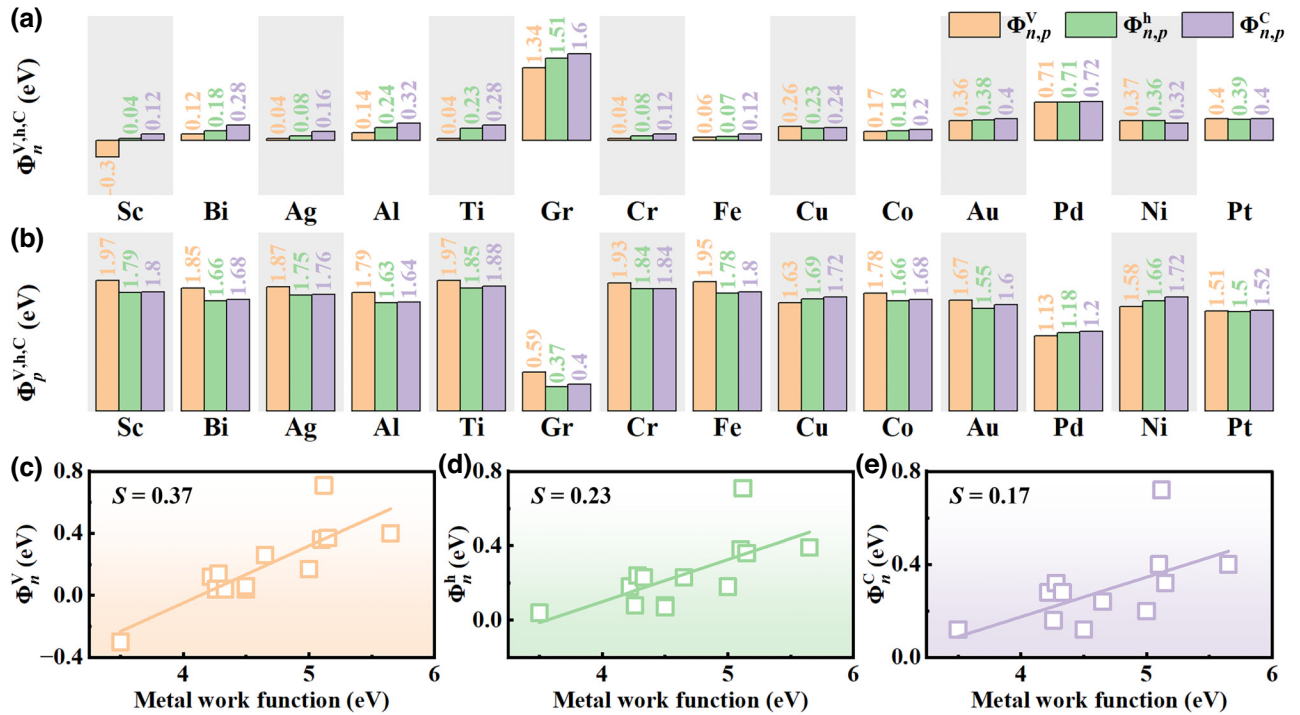 (a)
Φ_n^{V,h,C} (eV)
Φ^V_{n,p} Φ^h_{n,p} Φ^C_{n,p}
-0.3 0.04 0.12
0.12 0.18 0.28
0.04 0.08 0.16
0.14 0.24 0.32
0.04 0.23 0.28
1.34 1.51 1.6
0.04 0.08 0.12
0.06 0.07 0.12
0.26 0.23 0.24
0.17 0.18 0.2
0.36 0.38 0.4
0.71 0.71 0.72
0.37 0.36 0.32
0.4 0.39 0.4
Sc Bi Ag Al Ti Gr Cr Fe Cu Co Au Pd Ni Pt
(b)
Φ_p^{V,h,C} (eV)
1.97 1.79 1.8
1.85 1.66 1.68
1.87 1.75 1.76
1.79 1.63 1.64
1.97 1.85 1.88
0.59 0.37 0.4
1.93 1.84 1.84
1.95 1.78 1.8
1.63 1.69 1.72
1.78 1.66 1.68
1.67 1.55 1.6
1.13 1.18 1.2
1.58 1.66 1.72
1.51 1.5 1.52
Sc Bi Ag Al Ti Gr Cr Fe Cu Co Au Pd Ni Pt
(c)
S = 0.37
Φ_n^V (eV)
0.8
0.4
0.0
−0.4
4 5 6
Metal work function (eV)
(d)
S = 0.23
Φ_n^h (eV)
0.8
0.4
0.0
4 5 6
Metal work function (eV)
(e)
S = 0.17
Φ_n^C (eV)
0.8
0.4
0.0
4 5 6
Metal work function (eV)